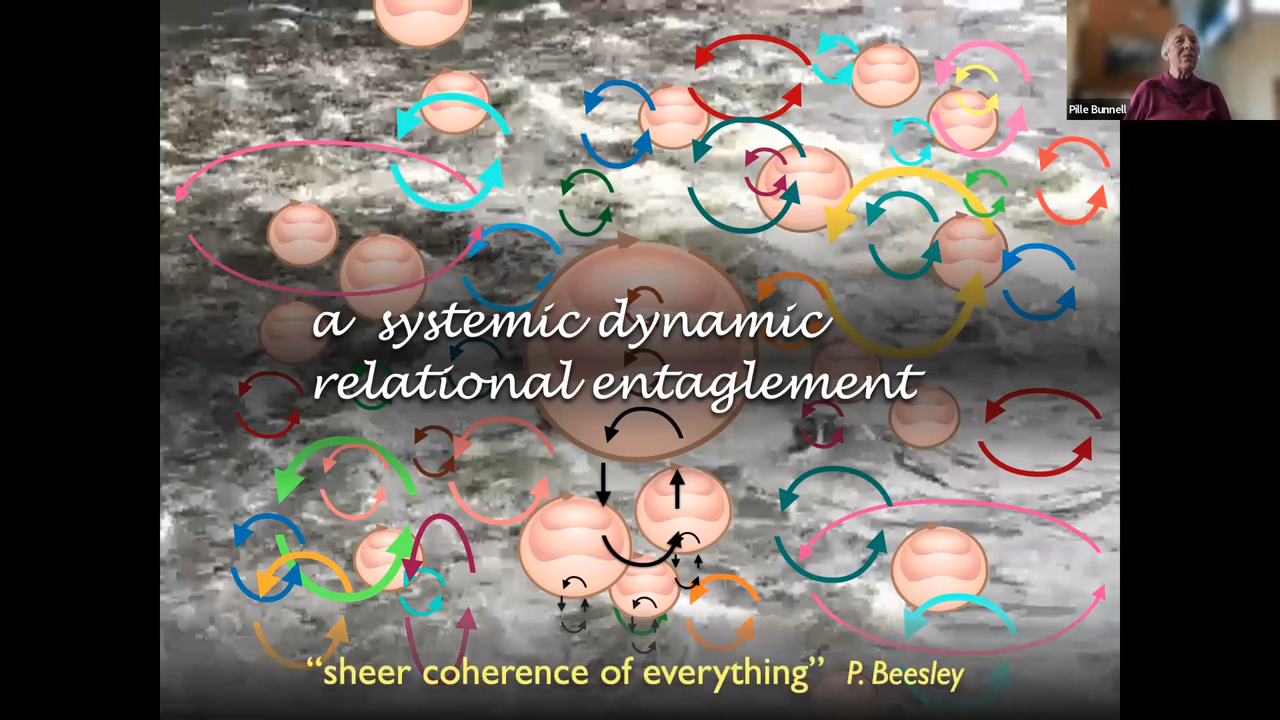 Pille Bunnell
a systemic dynamic
relational entaglement
“sheer coherence of everything” P. Beesley